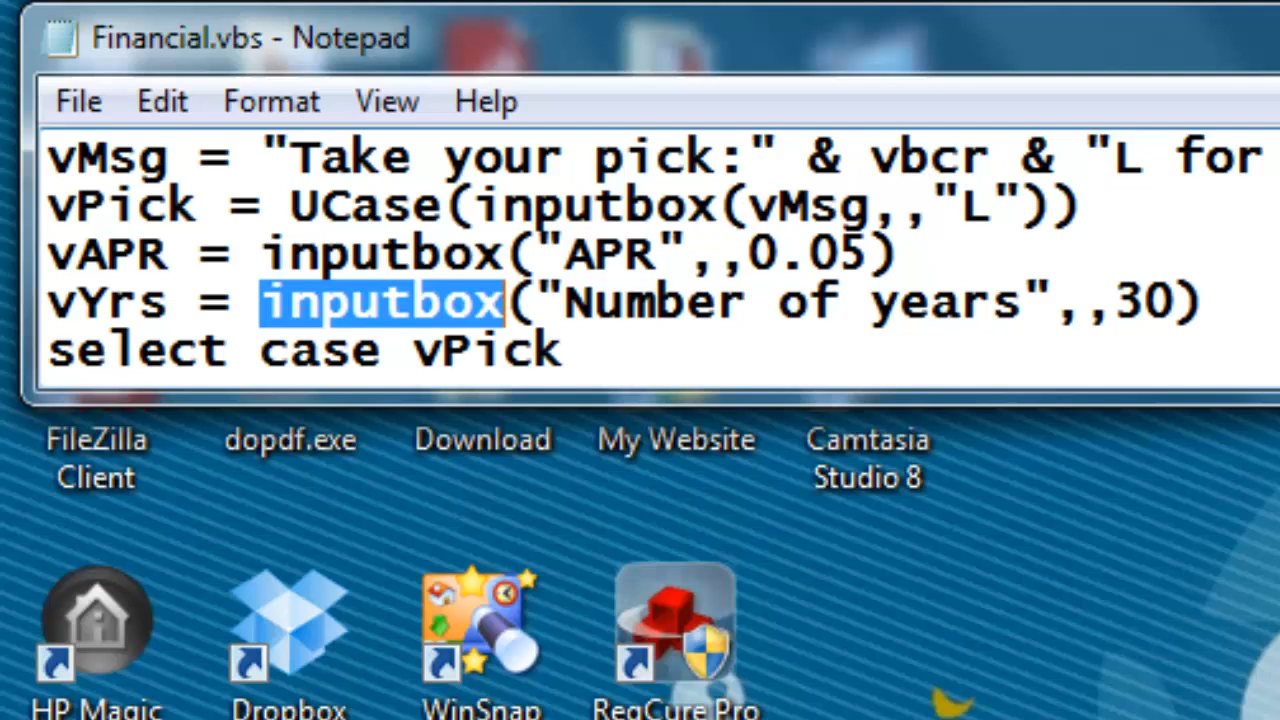 Financial.vbs - Notepad
File Edit Format View Help
vMsg = "Take your pick:" & vbcr & "L for
vPick = UCase(inputbox(vMsg,,"L"))
vAPR = inputbox("APR",,0.05)
vYrs = inputbox("Number of years",,30)
select case vPick
FileZilla Client
dopdf.exe
Download
My Website
Camtasia Studio 8
HP Magic
Dropbox
WinSnap
RegCure Pro